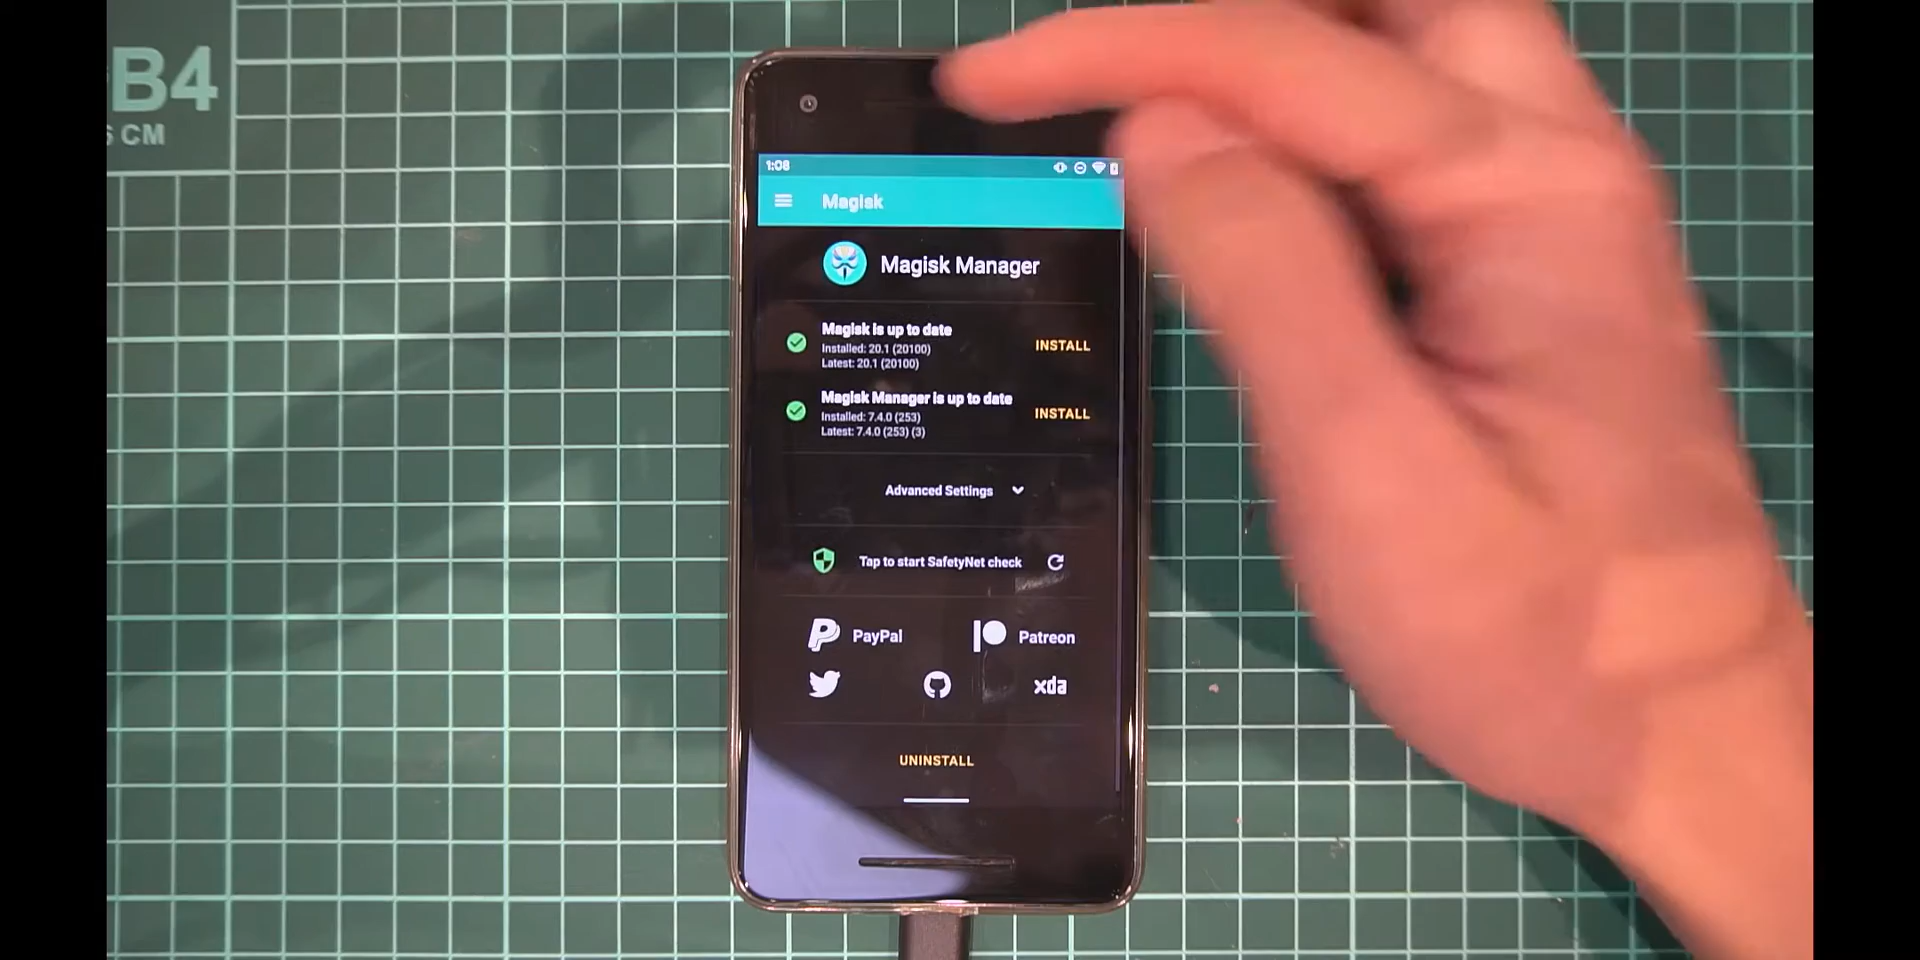 B4
CM
1:08
Magisk
Magisk Manager
Magisk is up to date
Installed: 20.1 (20100)
Latest: 20.1 (20100)
INSTALL
Magisk Manager is up to date
Installed: 7.4.0 (253)
Latest: 7.4.0 (253) (3)
INSTALL
Advanced Settings
Tap to start SafetyNet check
PayPal
Patreon
xda
UNINSTALL